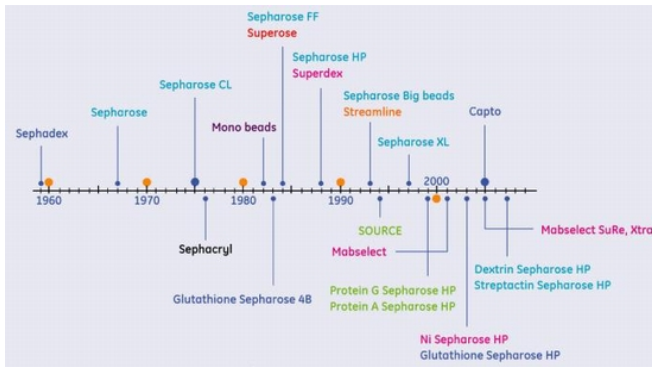 Sepharose FF
Superose
Sepharose HP
Superdex
Sepharose CL
Sepharose Big beads
Streamline
Sepharose
Capto
Mono beads
Sephadex
Sepharose XL
1960
1970
1980
1990
2000
SOURCE
Mabselect SuRe, Xtra
Sephacryl
Mabselect
Dextrin Sepharose HP
Streptactin Sepharose HP
Protein G Sepharose HP
Protein A Sepharose HP
Glutathione Sepharose 4B
Ni Sepharose HP
Glutathione Sepharose HP